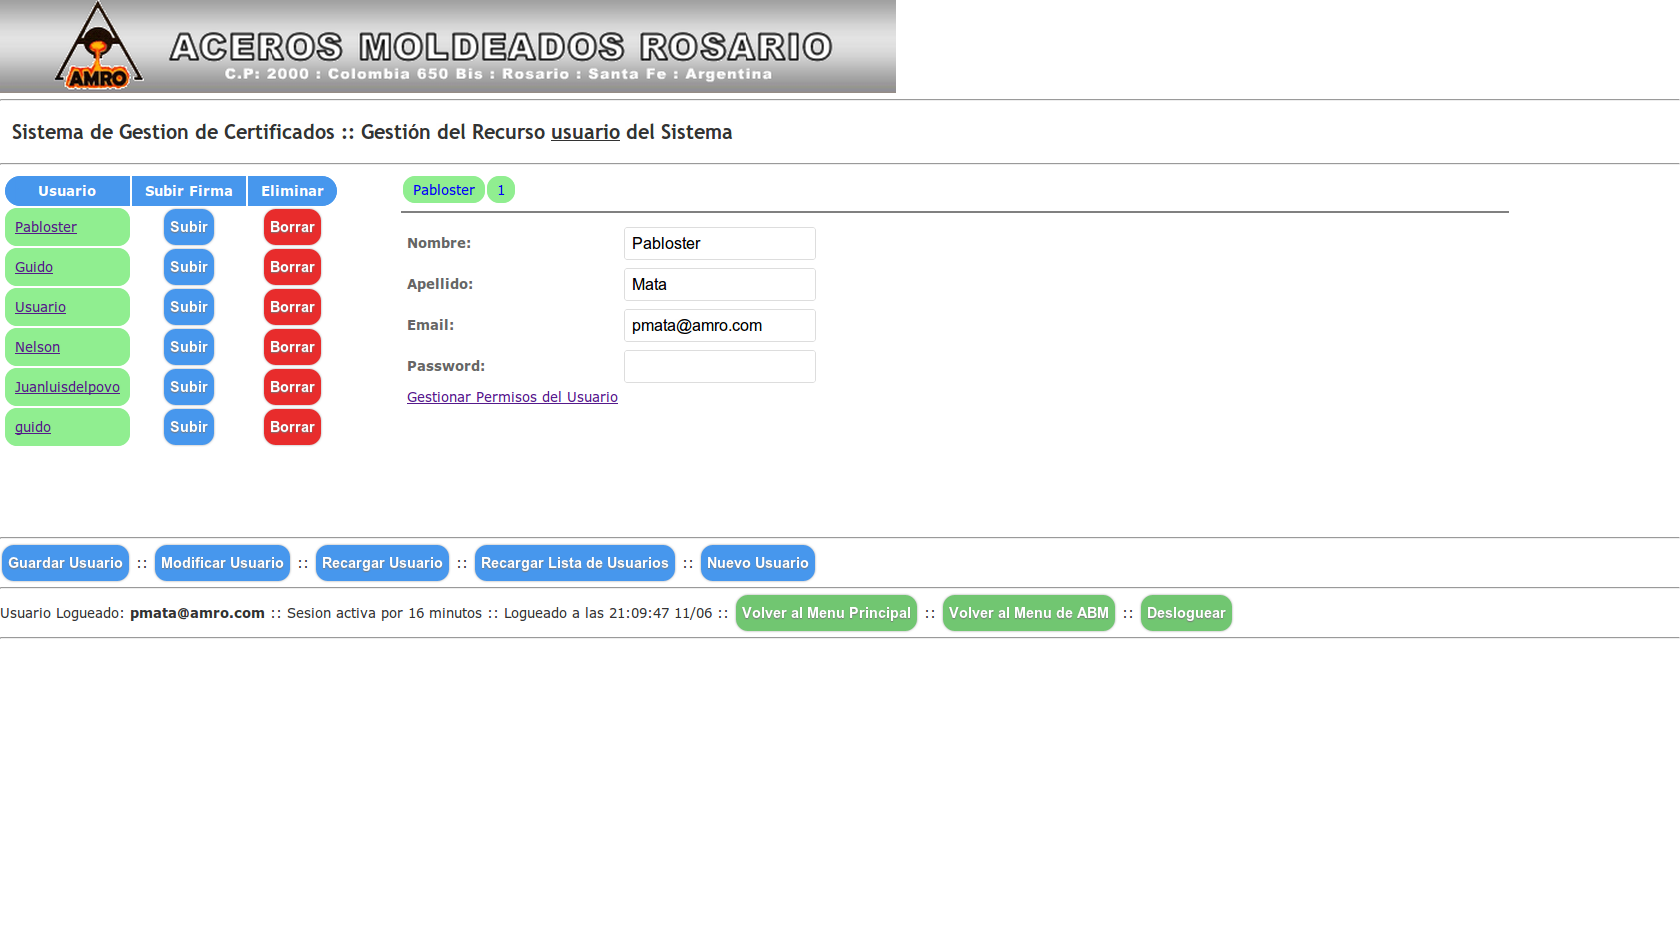 AMRO
ACEROS MOLDEADOS ROSARIO
C.P: 2000 : Colombia 650 Bis : Rosario : Santa Fe : Argentina
Sistema de Gestion de Certificados :: Gestión del Recurso usuario del Sistema
Usuario Subir Firma Eliminar
Pabloster Subir Borrar
Guido Subir Borrar
Usuario Subir Borrar
Nelson Subir Borrar
Juanluisdelpovo Subir Borrar
guido Subir Borrar
Pabloster 1
Nombre: Pabloster
Apellido: Mata
Email: pmata@amro.com
Password:
Gestionar Permisos del Usuario
Guardar Usuario :: Modificar Usuario :: Recargar Usuario :: Recargar Lista de Usuarios :: Nuevo Usuario
Usuario Logueado: pmata@amro.com :: Sesion activa por 16 minutos :: Logueado a las 21:09:47 11/06 :: Volver al Menu Principal :: Volver al Menu de ABM :: Desloguear